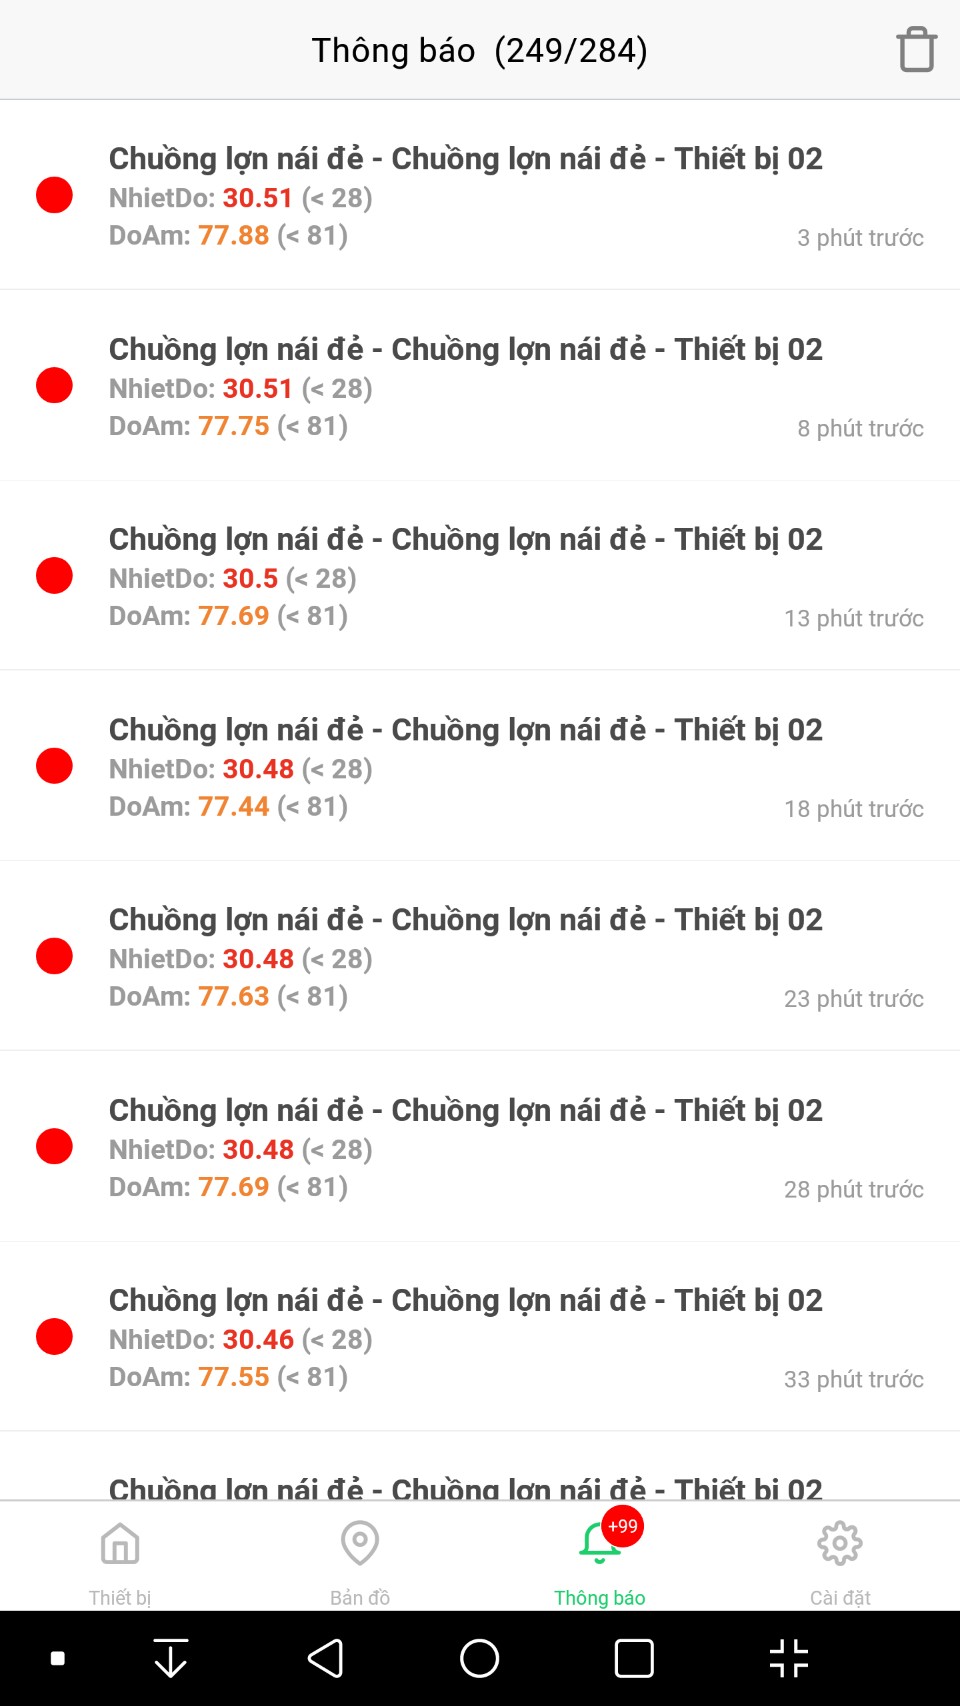 Thông báo (249/284)
Chuồng lợn nái đẻ - Chuồng lợn nái đẻ - Thiết bị 02
NhietDo: 30.51 (< 28)
DoAm: 77.88 (< 81)
3 phút trước
Chuồng lợn nái đẻ - Chuồng lợn nái đẻ - Thiết bị 02
NhietDo: 30.51 (< 28)
DoAm: 77.75 (< 81)
8 phút trước
Chuồng lợn nái đẻ - Chuồng lợn nái đẻ - Thiết bị 02
NhietDo: 30.5 (< 28)
DoAm: 77.69 (< 81)
13 phút trước
Chuồng lợn nái đẻ - Chuồng lợn nái đẻ - Thiết bị 02
NhietDo: 30.48 (< 28)
DoAm: 77.44 (< 81)
18 phút trước
Chuồng lợn nái đẻ - Chuồng lợn nái đẻ - Thiết bị 02
NhietDo: 30.48 (< 28)
DoAm: 77.63 (< 81)
23 phút trước
Chuồng lợn nái đẻ - Chuồng lợn nái đẻ - Thiết bị 02
NhietDo: 30.48 (< 28)
DoAm: 77.69 (< 81)
28 phút trước
Chuồng lợn nái đẻ - Chuồng lợn nái đẻ - Thiết bị 02
NhietDo: 30.46 (< 28)
DoAm: 77.55 (< 81)
33 phút trước
Chuồng lợn nái đẻ - Chuồng lợn nái đẻ - Thiết bị 02
+99
Thiết bị
Bản đồ
Thông báo
Cài đặt